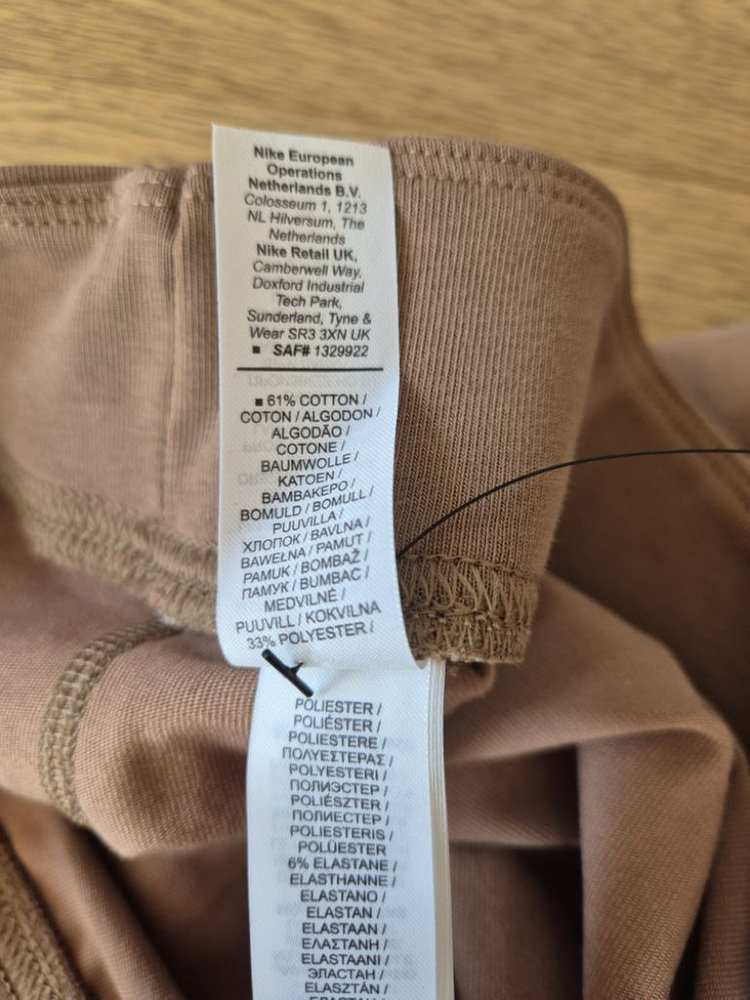 Nike European
Operations
Netherlands B.V.
Colosseum 1, 1213
NL Hilversum, The
Netherlands
Nike Retail UK,
Camberwell Way,
Doxford Industrial
Tech Park,
Sunderland, Tyne &
Wear SR3 3XN UK
▪ SAF# 1329922
▪ 61% COTTON /
COTON / ALGODON /
ALGODÃO /
COTONE /
BAUMWOLLE /
KATOEN /
ΒΑΜΒΑΚΕΡΟ /
BOMULD / BOMULL /
PUUVILLA /
ХЛОПОК / BAVLNA /
BAWEŁNA / PAMUT /
PAMUK / BOMBAŽ /
ПАМУК / BUMBAC /
MEDVILNĖ /
PUUVILL / KOKVILNA
33% POLYESTER /
POLIESTER /
POLIÉSTER /
POLIESTERE /
ΠΟΛΥΕΣΤΕΡΑΣ /
POLYESTERI /
ПОЛИЭСТЕР /
POLIÉSZTER /
ПОЛИЕСТЕР /
POLIESTERIS /
POLÜESTER
6% ELASTANE /
ELASTHANNE /
ELASTANO /
ELASTAN /
ELASTAAN /
ΕΛΑΣΤΑΝΗ /
ELASTAANI /
ЭЛАСТАН /
ELASZTÁN /